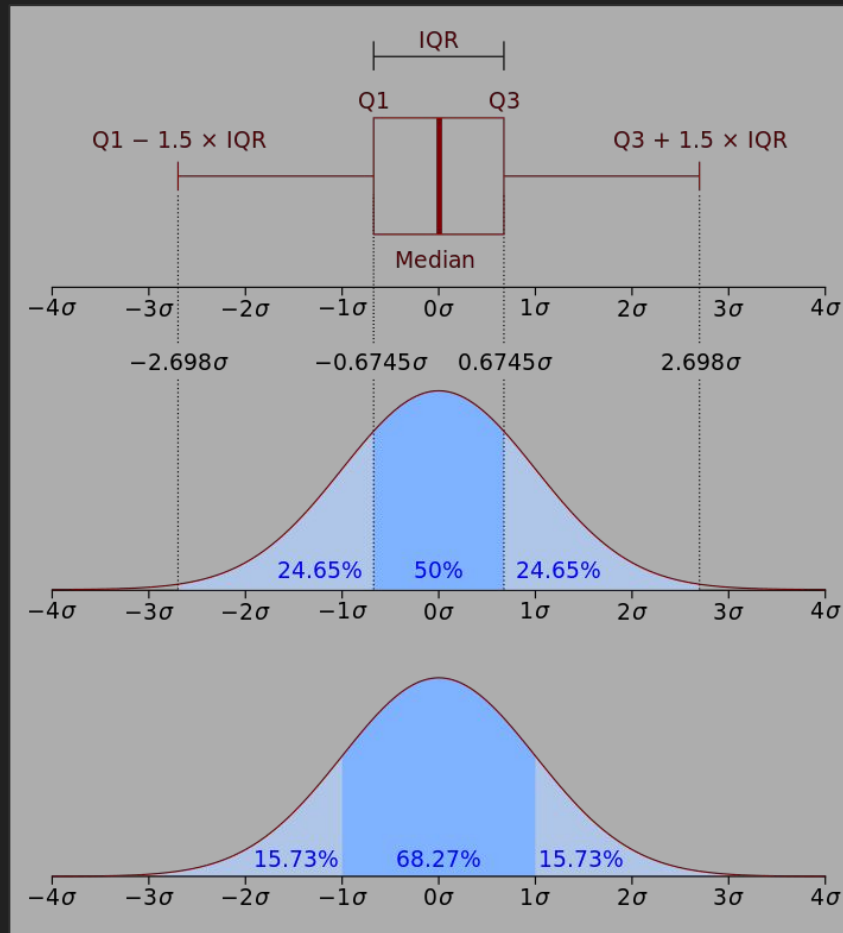 IQR
Q1 Q3
Q1 − 1.5 × IQR Q3 + 1.5 × IQR
Median
−4σ −3σ −2σ −1σ 0σ 1σ 2σ 3σ 4σ
−2.698σ −0.6745σ 0.6745σ 2.698σ
24.65% 50% 24.65%
−4σ −3σ −2σ −1σ 0σ 1σ 2σ 3σ 4σ
15.73% 68.27% 15.73%
−4σ −3σ −2σ −1σ 0σ 1σ 2σ 3σ 4σ